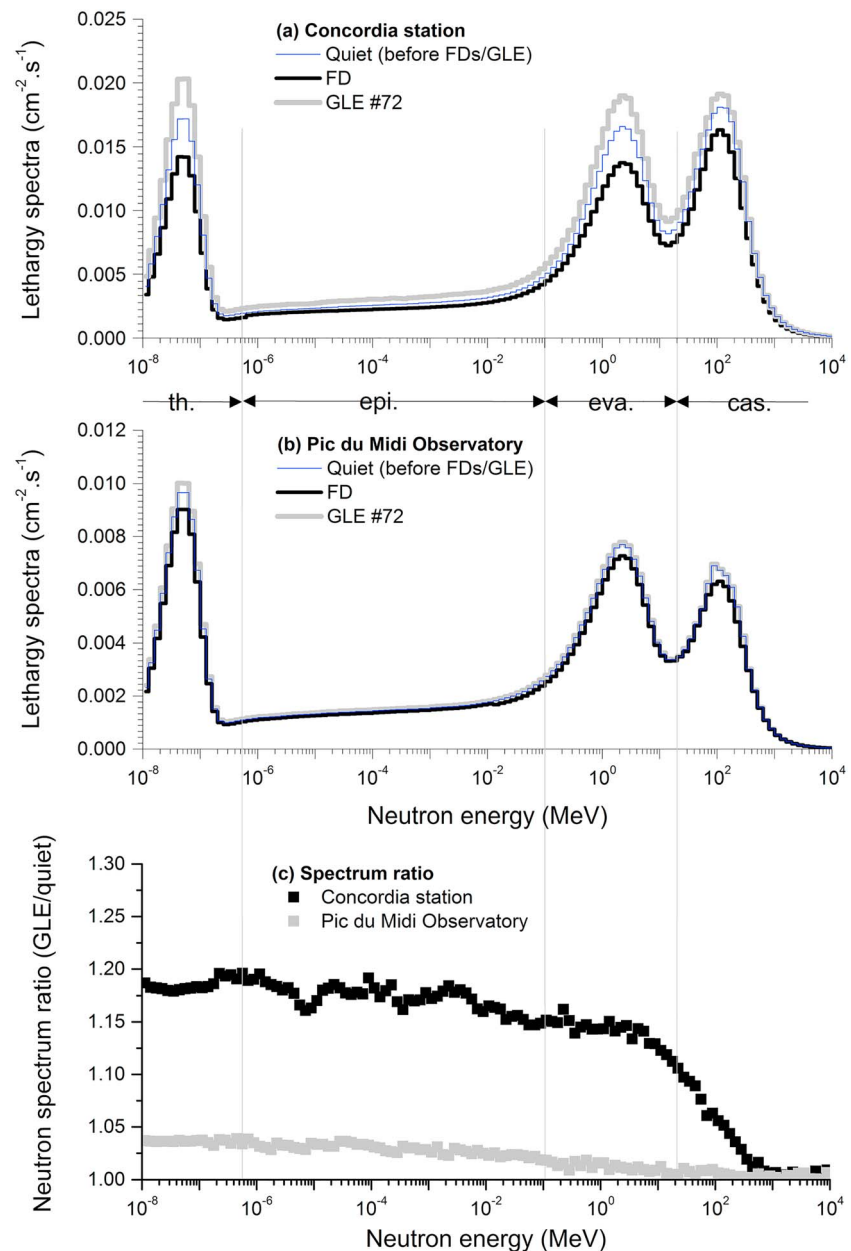 (a) Concordia station
Quiet (before FDs/GLE)
FD
GLE #72
Lethargy spectra (cm-2.s-1)
0.025
0.020
0.015
0.010
0.005
0.000
10-8 10-6 10-4 10-2 100 102 104
th. epi. eva. cas.
(b) Pic du Midi Observatory
Quiet (before FDs/GLE)
FD
GLE #72
Lethargy spectra (cm-2.s-1)
0.012
0.010
0.008
0.006
0.004
0.002
0.000
10-8 10-6 10-4 10-2 100 102 104
Neutron energy (MeV)
(c) Spectrum ratio
Concordia station
Pic du Midi Observatory
Neutron spectrum ratio (GLE/quiet)
1.30
1.25
1.20
1.15
1.10
1.05
1.00
10-8 10-6 10-4 10-2 100 102 104
Neutron energy (MeV)